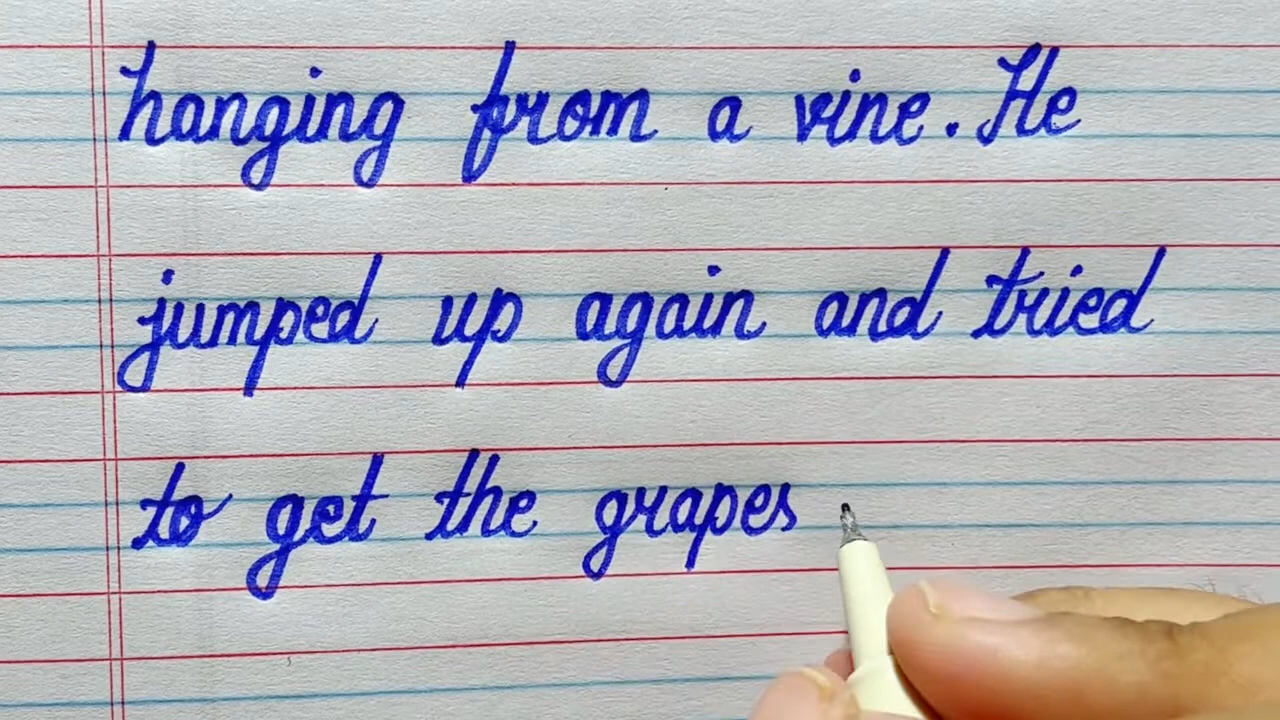 hanging from a vine. He
jumped up again and tried
to get the grapes